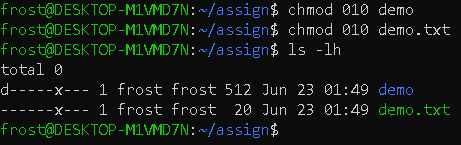 frost@DESKTOP-M1VMD7N:~/assign$ chmod 010 demo
frost@DESKTOP-M1VMD7N:~/assign$ chmod 010 demo.txt
frost@DESKTOP-M1VMD7N:~/assign$ ls -lh
total 0
d-----x--- 1 frost frost 512 Jun 23 01:49 demo
------x--- 1 frost frost  20 Jun 23 01:49 demo.txt
frost@DESKTOP-M1VMD7N:~/assign$